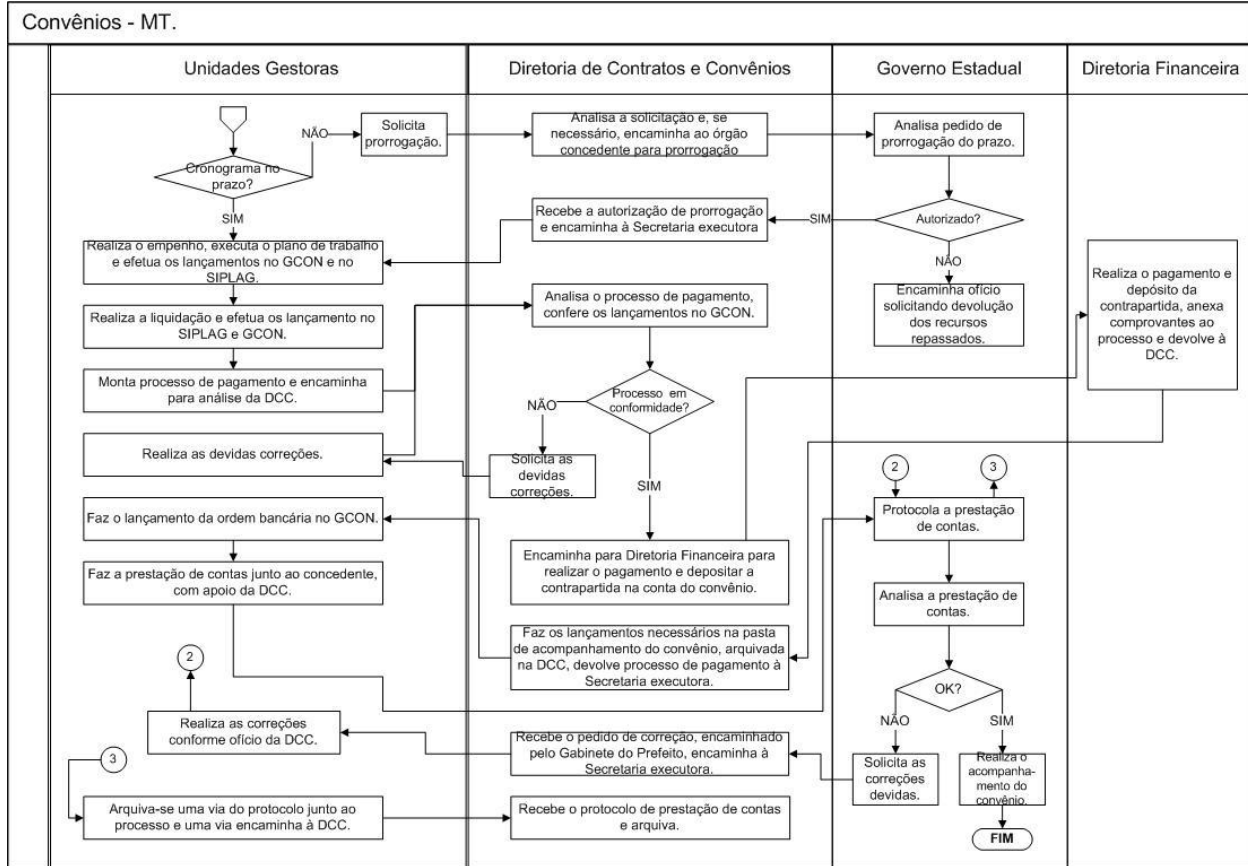 Convênios - MT.
Unidades Gestoras
Diretoria de Contratos e Convênios
Governo Estadual
Diretoria Financeira
Cronograma no
prazo?
NÃO
Solicita
prorrogação.
Analisa a solicitação e, se
necessário, encaminha ao órgão
concedente para prorrogação
Analisa pedido de
prorrogação do prazo.
SIM
Recebe a autorização de prorrogação
e encaminha à Secretaria executora
SIM
Autorizado?
NÃO
Realiza o empenho, executa o plano de trabalho
e efetua os lançamentos no GCON e no
SIPLAG.
Encaminha ofício
solicitando devolução
dos recursos
repassados.
Realiza o pagamento e
depósito da
contrapartida, anexa
comprovantes ao
processo e devolve à
DCC.
Realiza a liquidação e efetua os lançamento no
SIPLAG e GCON.
Analisa o processo de pagamento,
confere os lançamentos no GCON.
Monta processo de pagamento e encaminha
para análise da DCC.
Processo em
conformidade?
NÃO
Realiza as devidas correções.
Solicita as
devidas
correções.
SIM
2
3
Faz o lançamento da ordem bancária no GCON.
Protocola a prestação
de contas.
Faz a prestação de contas junto ao concedente,
com apoio da DCC.
Encaminha para Diretoria Financeira para
realizar o pagamento e depositar a
contrapartida na conta do convênio.
Analisa a prestação de
contas.
Faz os lançamentos necessários na pasta
de acompanhamento do convênio, arquivada
na DCC, devolve processo de pagamento à
Secretaria executora.
2
OK?
NÃO
SIM
Realiza as correções
conforme ofício da DCC.
Recebe o pedido de correção, encaminhado
pelo Gabinete do Prefeito, encaminha à
Secretaria executora.
Solicita as
correções
devidas.
Realiza o
acompanha-
mento do
convênio.
3
Arquiva-se uma via do protocolo junto ao
processo e uma via encaminha à DCC.
Recebe o protocolo de prestação de contas
e arquiva.
FIM